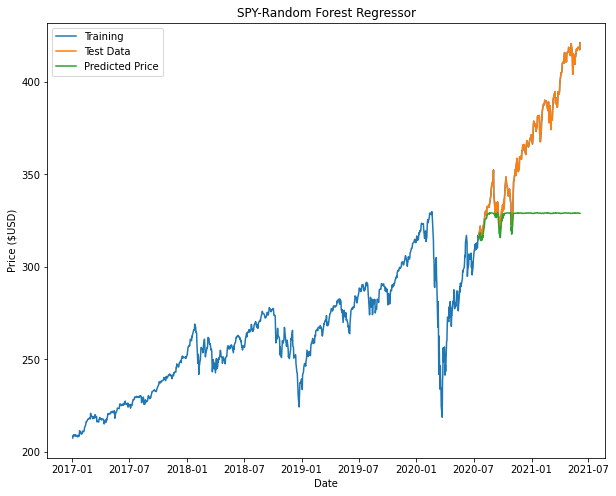 SPY-Random Forest Regressor
Training
Test Data
Predicted Price
Price ($USD)
400
350
300
250
200
2017-01 2017-07 2018-01 2018-07 2019-01 2019-07 2020-01 2020-07 2021-01 2021-07
Date